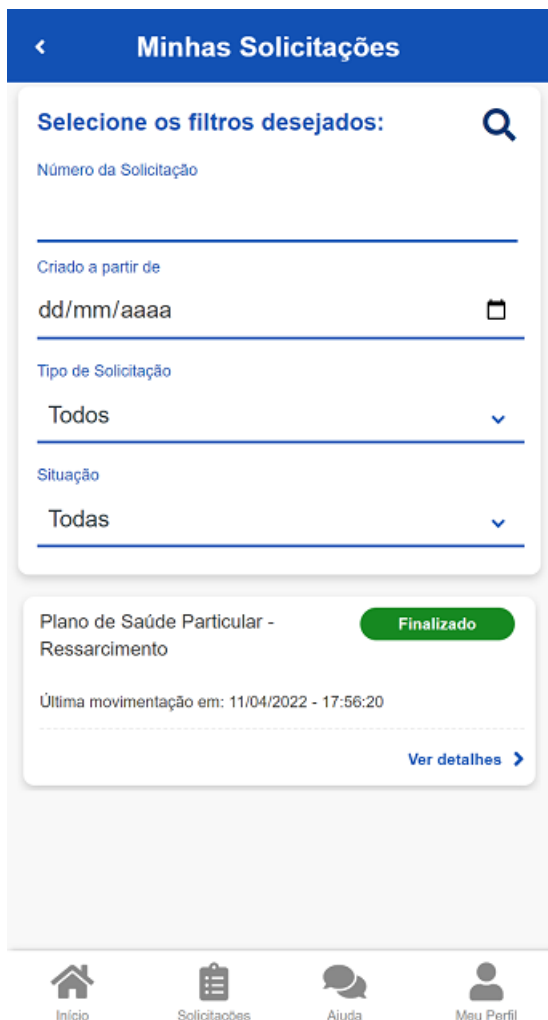 Minhas Solicitações
Selecione os filtros desejados:
Número da Solicitação
Criado a partir de
dd/mm/aaaa
Tipo de Solicitação
Todos
Situação
Todas
Plano de Saúde Particular -
Ressarcimento
Finalizado
Última movimentação em: 11/04/2022 - 17:56:20
Ver detalhes
Início
Solicitações
Ajuda
Meu Perfil